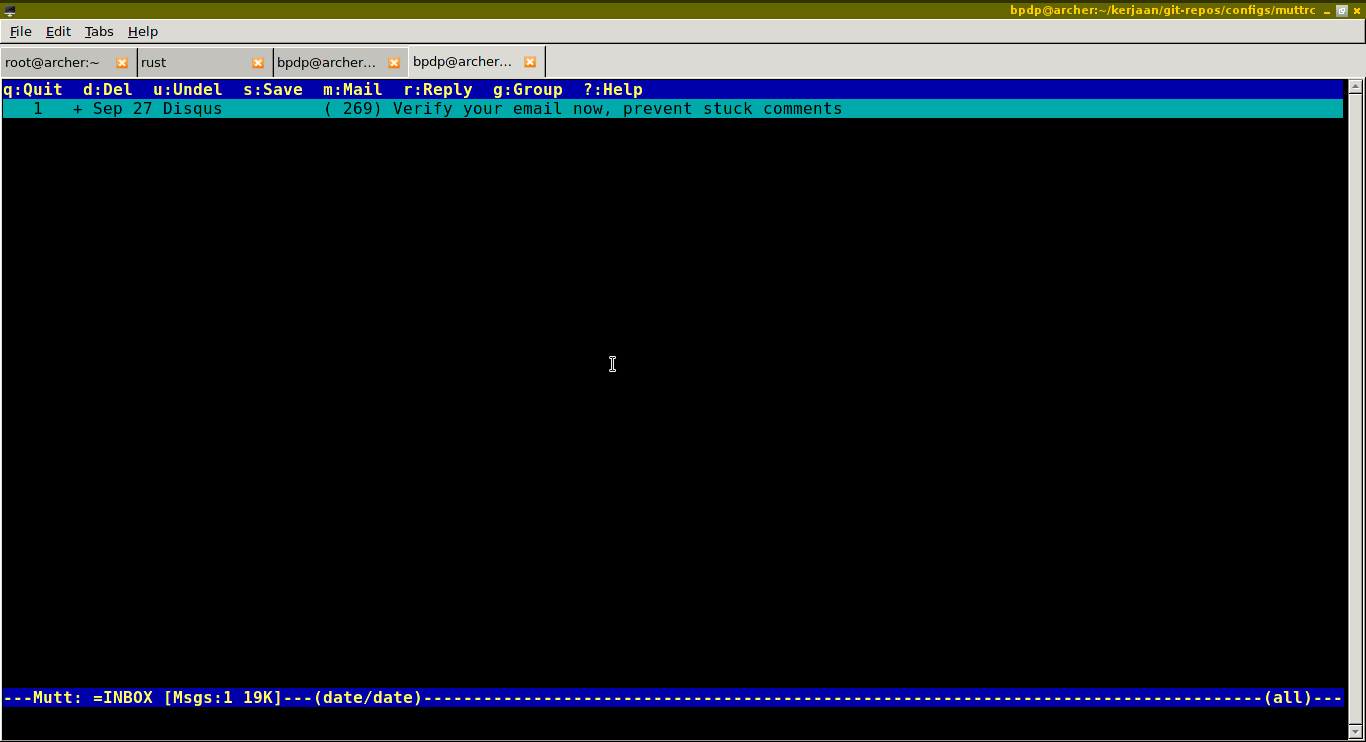 bpdp@archer:~/kerjaan/git-repos/configs/muttrc
File Edit Tabs Help
root@archer:~ rust bpdp@archer... bpdp@archer...
q:Quit d:Del u:Undel s:Save m:Mail r:Reply g:Group ?:Help
1 + Sep 27 Disqus ( 269) Verify your email now, prevent stuck comments
---Mutt: =INBOX [Msgs:1 19K]---(date/date)------------------------------------------------------------------------------------(all)---